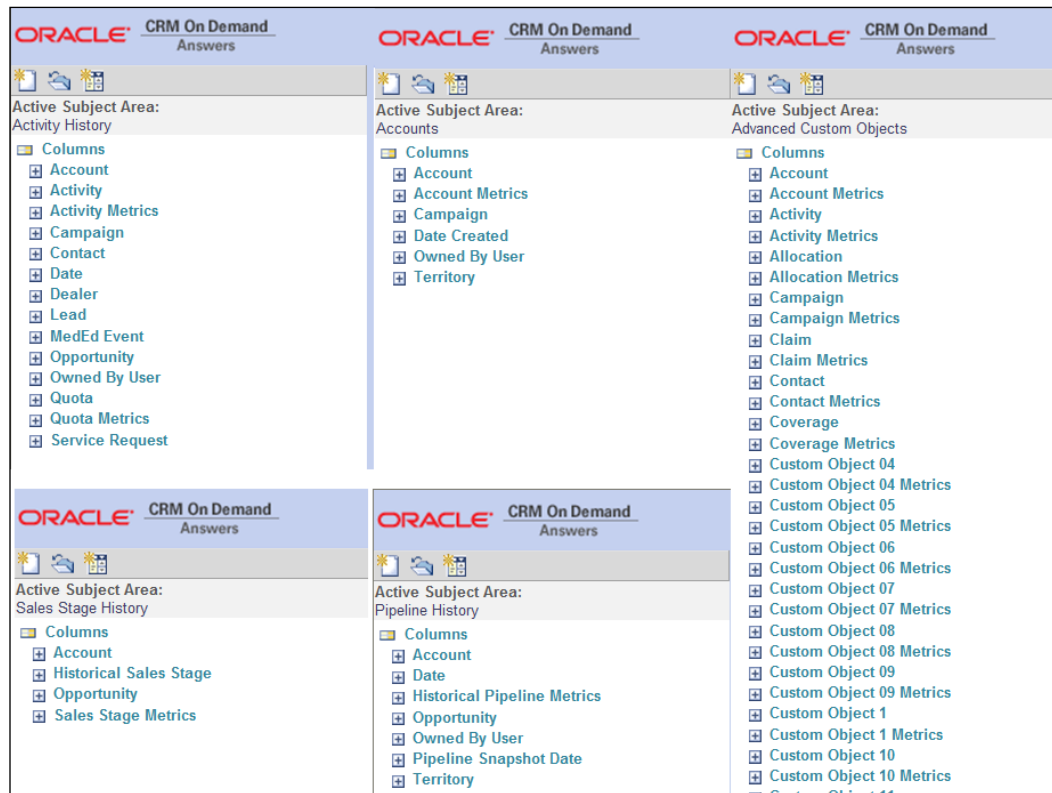 ORACLE CRM On Demand
Answers
Active Subject Area:
Activity History
Columns
Account
Activity
Activity Metrics
Campaign
Contact
Date
Dealer
Lead
MedEd Event
Opportunity
Owned By User
Quota
Quota Metrics
Service Request
ORACLE CRM On Demand
Answers
Active Subject Area:
Accounts
Columns
Account
Account Metrics
Campaign
Date Created
Owned By User
Territory
ORACLE CRM On Demand
Answers
Active Subject Area:
Advanced Custom Objects
Columns
Account
Account Metrics
Activity
Activity Metrics
Allocation
Allocation Metrics
Campaign
Campaign Metrics
Claim
Claim Metrics
Contact
Contact Metrics
Coverage
Coverage Metrics
Custom Object 04
Custom Object 04 Metrics
Custom Object 05
Custom Object 05 Metrics
Custom Object 06
Custom Object 06 Metrics
Custom Object 07
Custom Object 07 Metrics
Custom Object 08
Custom Object 08 Metrics
Custom Object 09
Custom Object 09 Metrics
Custom Object 1
Custom Object 1 Metrics
Custom Object 10
Custom Object 10 Metrics
ORACLE CRM On Demand
Answers
Active Subject Area:
Sales Stage History
Columns
Account
Historical Sales Stage
Opportunity
Sales Stage Metrics
ORACLE CRM On Demand
Answers
Active Subject Area:
Pipeline History
Columns
Account
Date
Historical Pipeline Metrics
Opportunity
Owned By User
Pipeline Snapshot Date
Territory